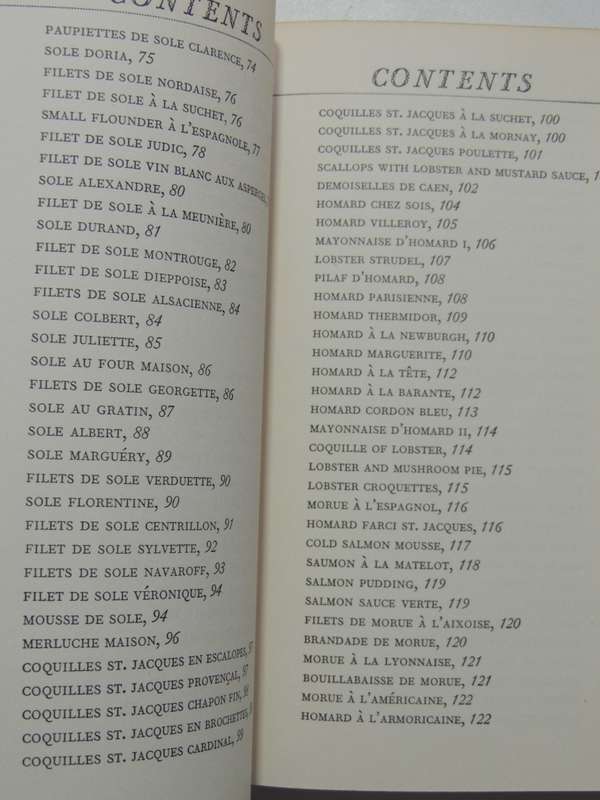 CONTENTS
PAUPIETTES DE SOLE CLARENCE, 74
SOLE DORIA, 75
FILETS DE SOLE NORDAISE, 76
FILET DE SOLE À LA SUCHET, 76
SMALL FLOUNDER À L'ESPAGNOLE, 77
FILET DE SOLE JUDIC, 78
FILET DE SOLE VIN BLANC AUX ASPERGES,
SOLE ALEXANDRE, 80
FILET DE SOLE À LA MEUNIÈRE, 80
SOLE DURAND, 81
FILET DE SOLE MONTROUGE, 82
FILET DE SOLE DIEPPOISE, 83
FILETS DE SOLE ALSACIENNE, 84
SOLE COLBERT, 84
SOLE JULIETTE, 85
SOLE AU FOUR MAISON, 86
FILETS DE SOLE GEORGETTE, 86
SOLE AU GRATIN, 87
SOLE ALBERT, 88
SOLE MARGUÉRY, 89
FILETS DE SOLE VERDUETTE, 90
SOLE FLORENTINE, 90
FILETS DE SOLE CENTRILLON, 91
FILET DE SOLE SYLVETTE, 92
FILETS DE SOLE NAVAROFF, 93
FILET DE SOLE VÉRONIQUE, 94
MOUSSE DE SOLE, 94
MERLUCHE MAISON, 96
COQUILLES ST. JACQUES EN ESCALOPES, 97
COQUILLES ST. JACQUES PROVENÇAL, 97
COQUILLES ST. JACQUES CHAPON FIN, 98
COQUILLES ST. JACQUES EN BROCHETTES,
COQUILLES ST. JACQUES CARDINAL, 99
CONTENTS
COQUILLES ST. JACQUES À LA SUCHET, 100
COQUILLES ST. JACQUES À LA MORNAY, 100
COQUILLES ST. JACQUES POULETTE, 101
SCALLOPS WITH LOBSTER AND MUSTARD SAUCE,
DEMOISELLES DE CAEN, 102
HOMARD CHEZ SOIS, 104
HOMARD VILLEROY, 105
MAYONNAISE D'HOMARD I, 106
LOBSTER STRUDEL, 107
PILAF D'HOMARD, 108
HOMARD PARISIENNE, 108
HOMARD THERMIDOR, 109
HOMARD À LA NEWBURGH, 110
HOMARD MARGUERITE, 110
HOMARD À LA TÊTE, 112
HOMARD À LA BARANTE, 112
HOMARD CORDON BLEU, 113
MAYONNAISE D'HOMARD II, 114
COQUILLE OF LOBSTER, 114
LOBSTER AND MUSHROOM PIE, 115
LOBSTER CROQUETTES, 115
MORUE À L'ESPAGNOL, 116
HOMARD FARCI ST. JACQUES, 116
COLD SALMON MOUSSE, 117
SAUMON À LA MATELOT, 118
SALMON PUDDING, 119
SALMON SAUCE VERTE, 119
FILETS DE MORUE À L'AIXOISE, 120
BRANDADE DE MORUE, 120
MORUE À LA LYONNAISE, 121
BOUILLABAISSE DE MORUE, 121
MORUE À L'AMÉRICAINE, 122
HOMARD À L'ARMORICAINE, 122